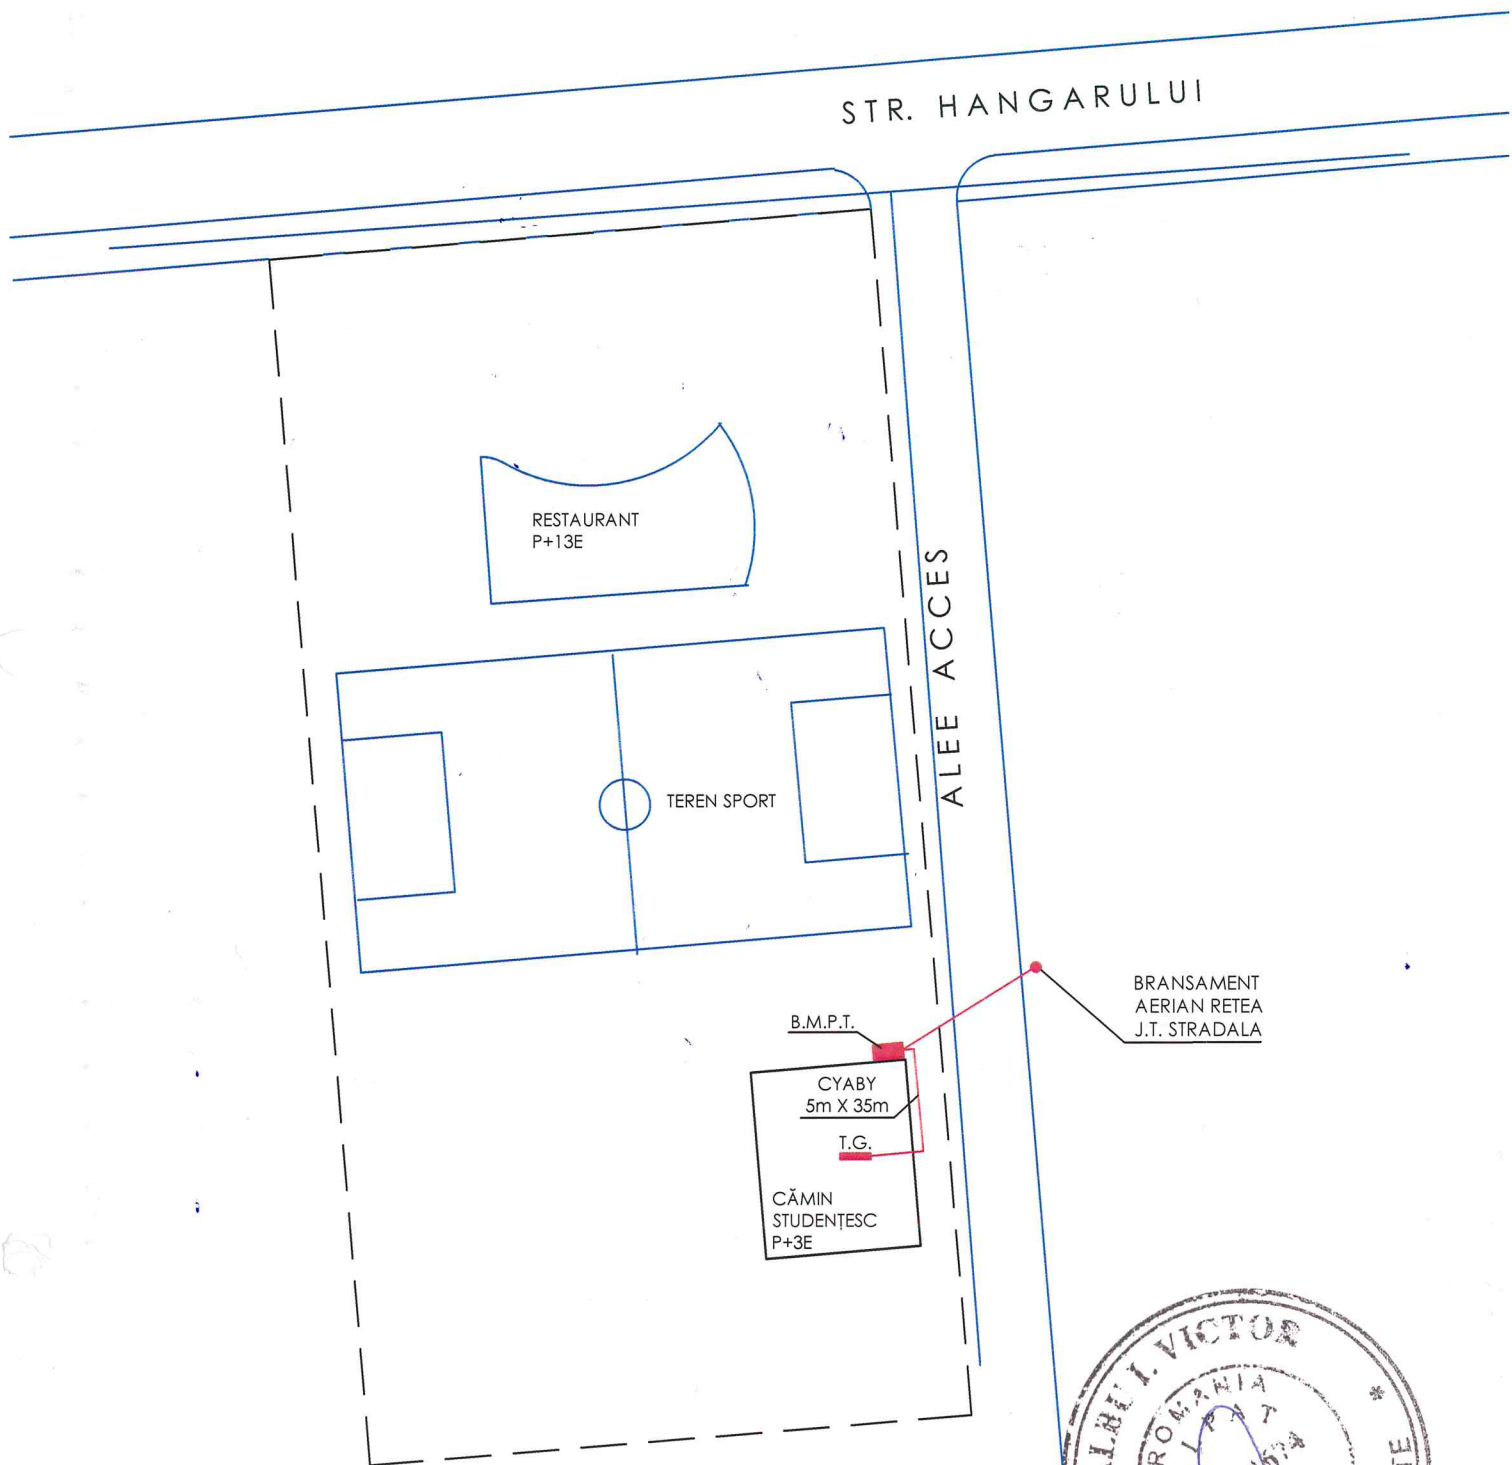 STR. HANGARULUI
RESTAURANT
P+13E
ALEE ACCES
TEREN SPORT
BRANSAMENT
AERIAN RETEA
J.T. STRADALA
B.M.P.T.
CYABY
5m X 35m
T.G.
CĂMIN
STUDENȚESC
P+3E
I. VICTOR *
ROMANIA